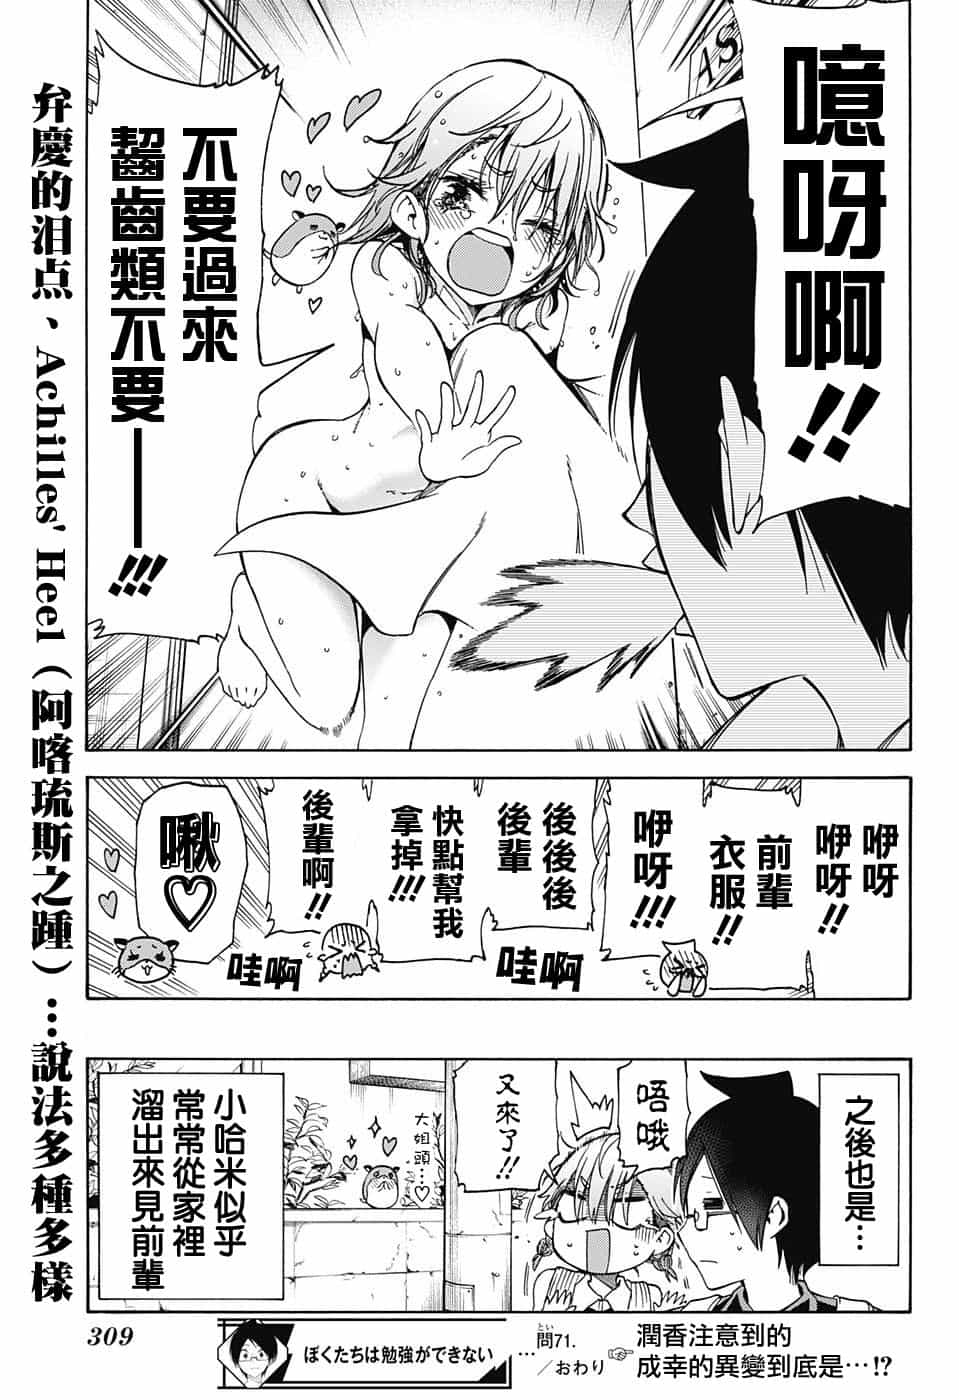 噫呀啊!!
不要過來
齧齒類不要——!!!
咿呀
咿呀!!
前輩
衣服!!
咿呀!!!
後後後
後輩
快點幫我
拿掉!!!
後輩啊!!
啾♡
哇啊
哇啊
之後也是…
唔哦
又來了!!
大姐頭…♡
小哈米似乎
常常從家裡
溜出來見前輩
弁慶的泪点、Achilles' Heel（阿喀琉斯之踵）…說法多種多樣
309
ぼくたちは勉強ができない
…問71.
とい
／おわり
☞潤香注意到的
成幸的異變到底是…!?